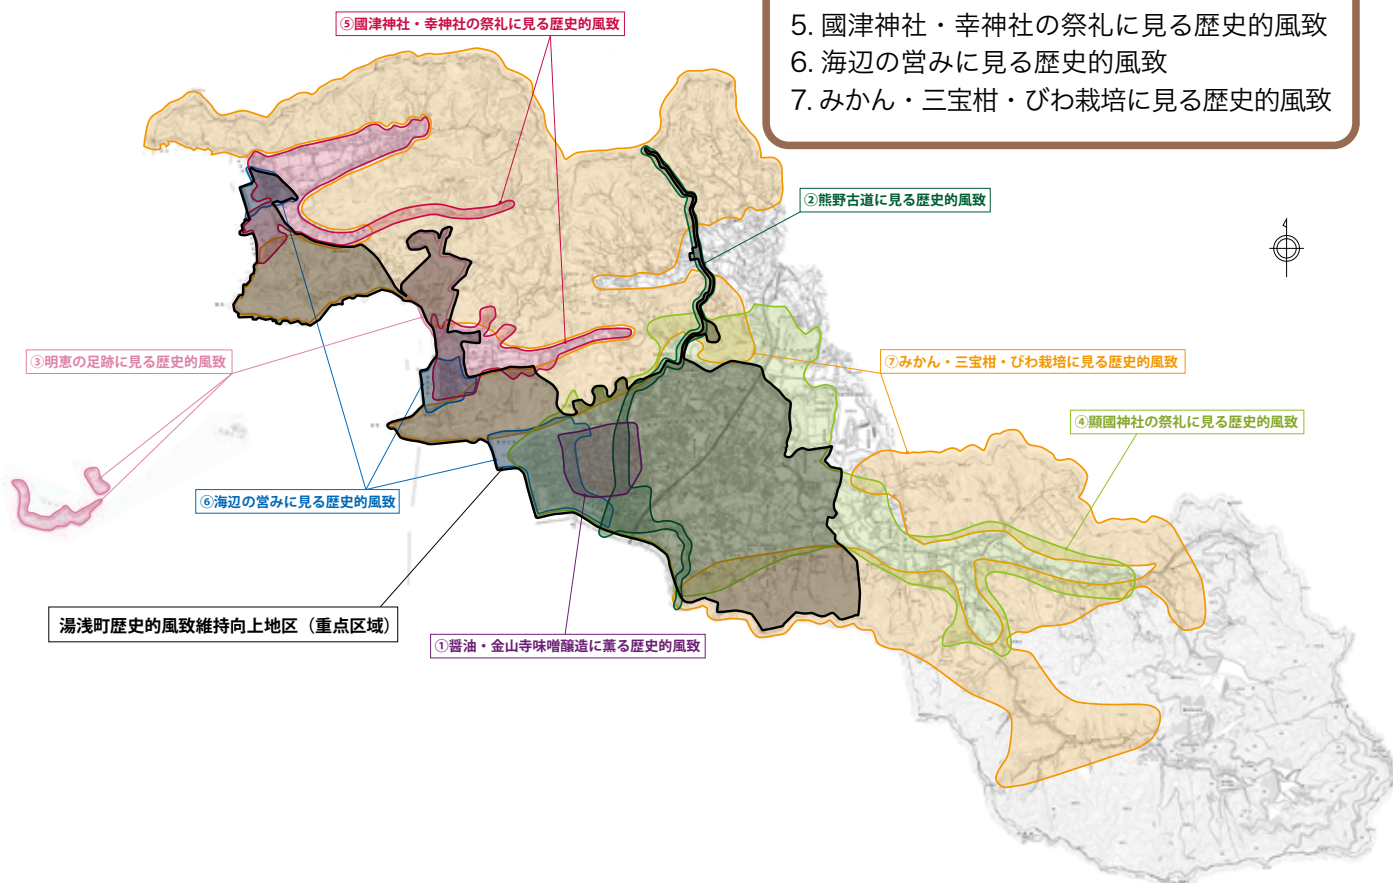 5. 國津神社・幸神社の祭礼に見る歴史的風致
6. 海辺の営みに見る歴史的風致
7. みかん・三宝柑・びわ栽培に見る歴史的風致
⑤國津神社・幸神社の祭礼に見る歴史的風致
②熊野古道に見る歴史的風致
③明恵の足跡に見る歴史的風致
⑦みかん・三宝柑・びわ栽培に見る歴史的風致
④顯國神社の祭礼に見る歴史的風致
⑥海辺の営みに見る歴史的風致
湯浅町歴史的風致維持向上地区（重点区域）
①醤油・金山寺味噌醸造に薫る歴史的風致